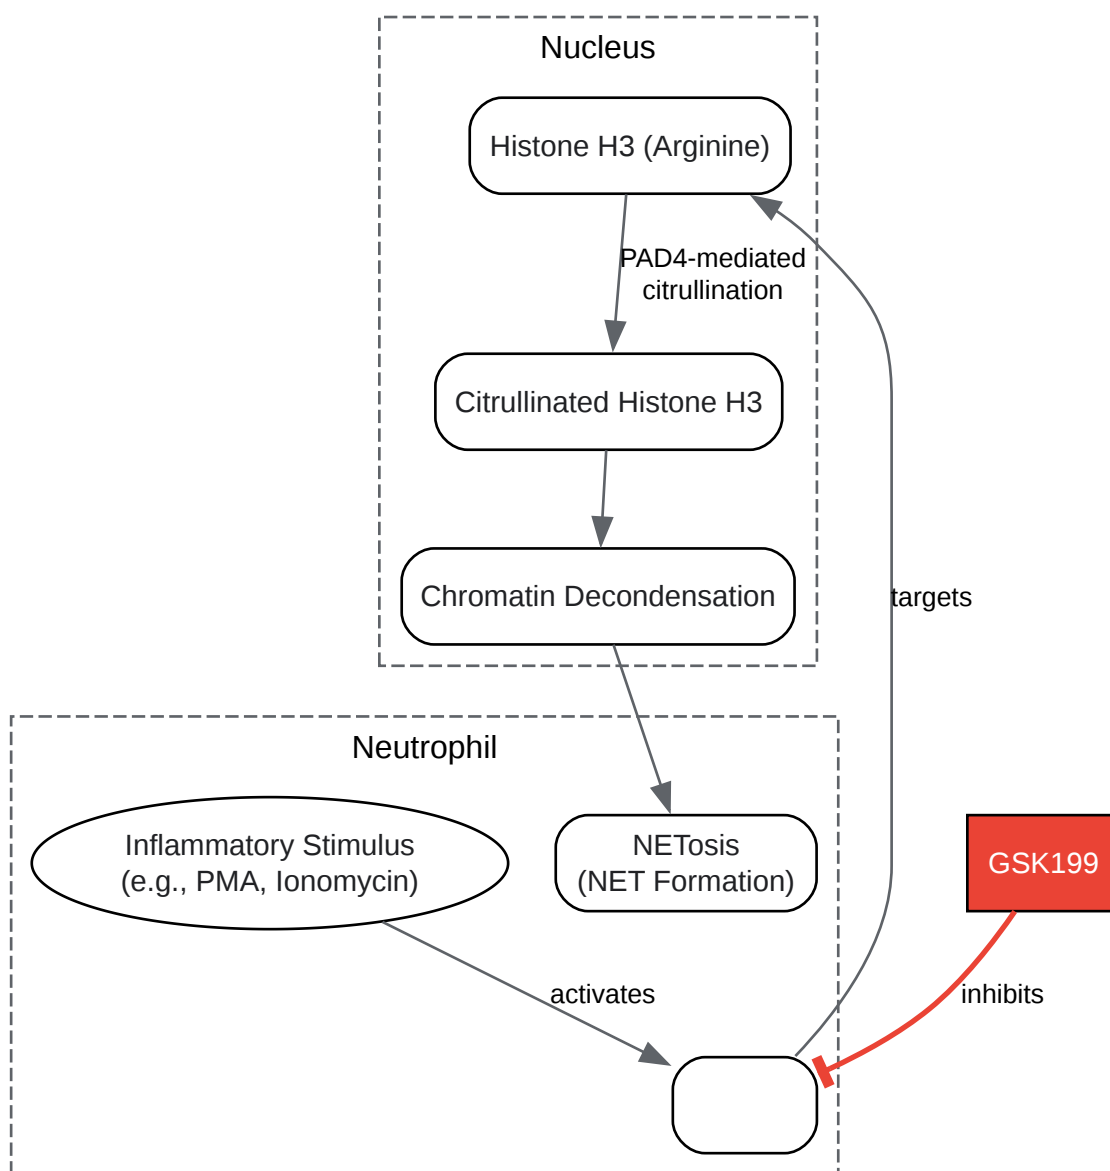 Nucleus
Histone H3 (Arginine)
PAD4-mediated
citrullination
Citrullinated Histone H3
Chromatin Decondensation
targets
Neutrophil
Inflammatory Stimulus
(e.g., PMA, Ionomycin)
NETosis
(NET Formation)
GSK199
activates
inhibits